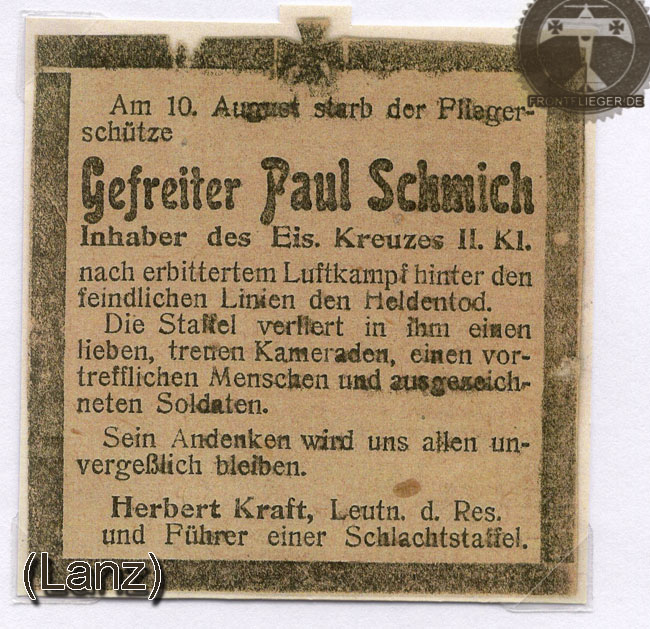 FRONTFLIEGER.DE
Am 10. August starb der Flieger-
schütze
Gefreiter Paul Schmich
Inhaber des Eis. Kreuzes II. Kl.
nach erbittertem Luftkampf hinter den
feindlichen Linien den Heldentod.
Die Staffel verliert in ihm einen
lieben, treuen Kameraden, einen vor-
trefflichen Menschen und ausgezeich-
neten Soldaten.
Sein Andenken wird uns allen un-
vergeßlich bleiben.
Herbert Kraft, Leutn. d. Res.
und Führer einer Schlachtstaffel.
(Lanz)